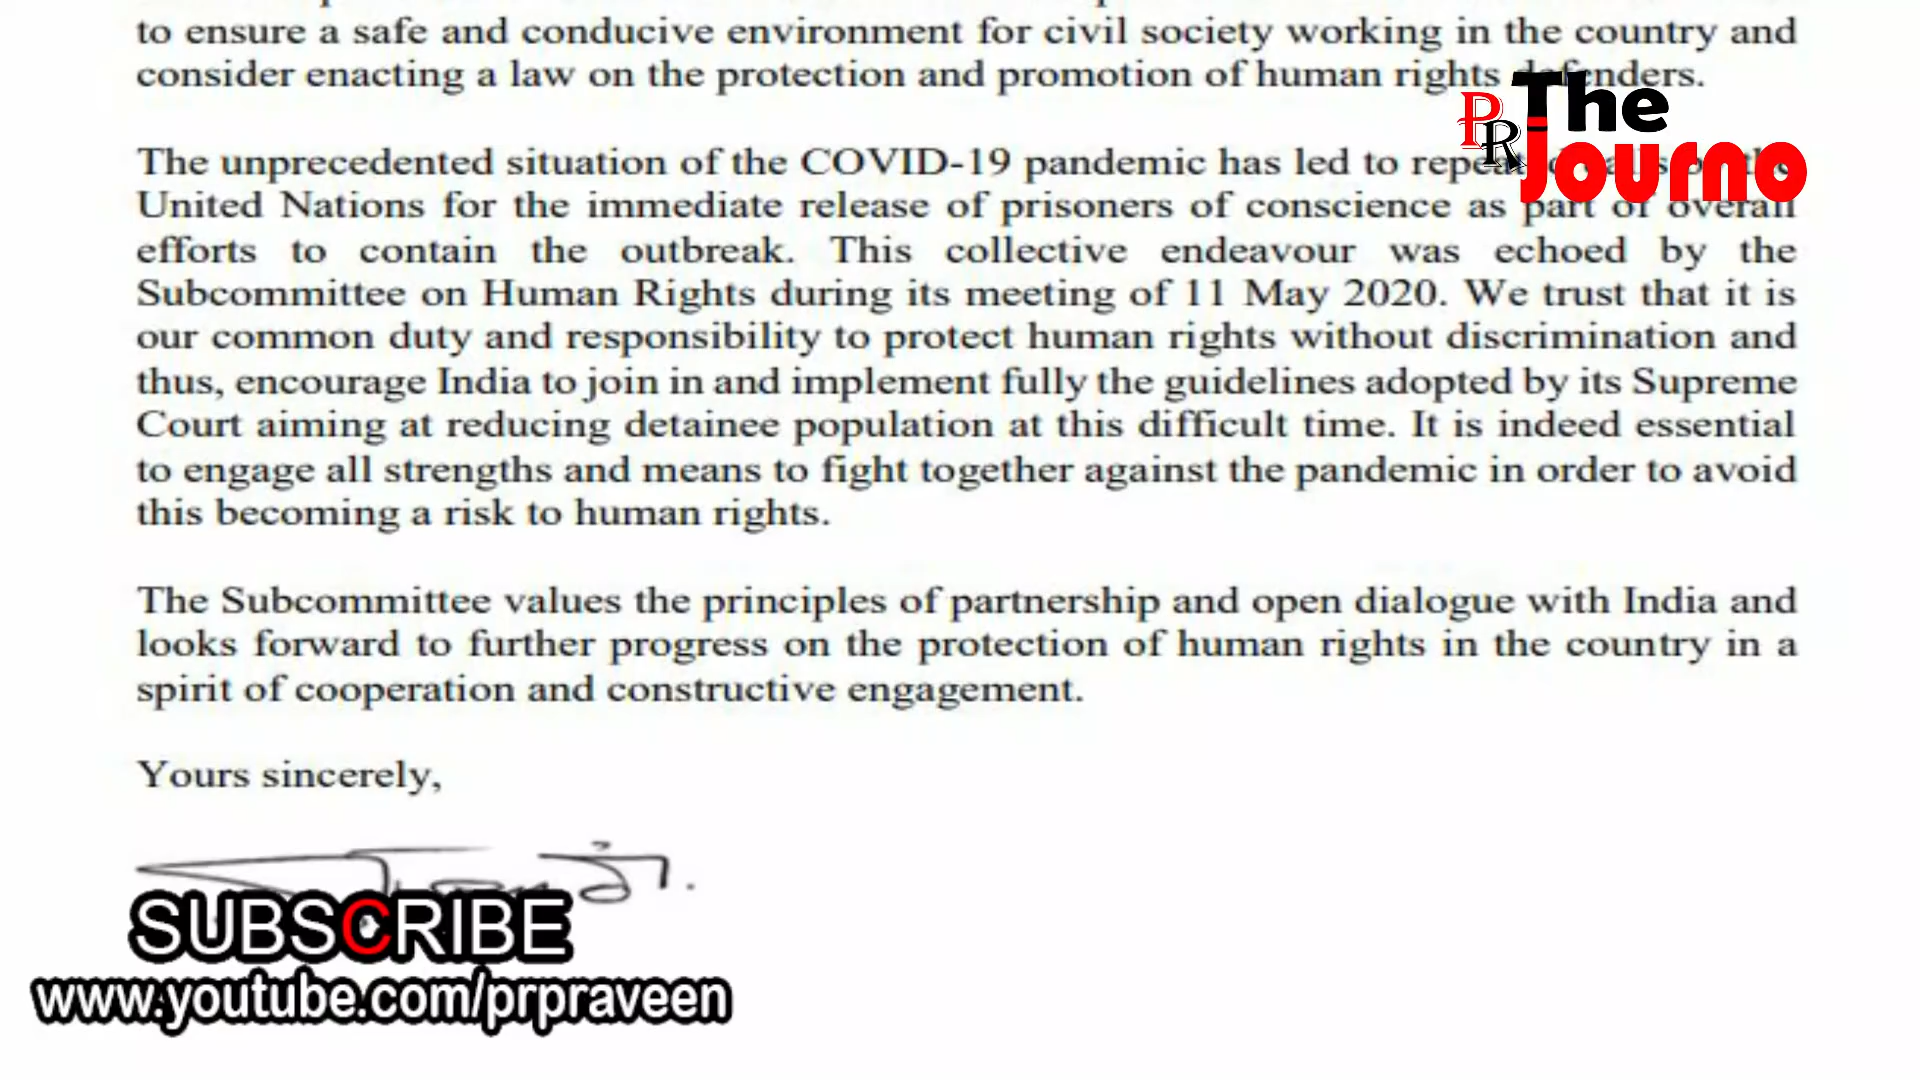 to ensure a safe and conducive environment for civil society working in the country and
consider enacting a law on the protection and promotion of human rights defenders.
The unprecedented situation of the COVID-19 pandemic has led to
United Nations for the immediate release of prisoners of conscience as part of overall
efforts to contain the outbreak. This collective endeavour was echoed by the
Subcommittee on Human Rights during its meeting of 11 May 2020. We trust that it is
our common duty and responsibility to protect human rights without discrimination and
thus, encourage India to join in and implement fully the guidelines adopted by its Supreme
Court aiming at reducing detainee population at this difficult time. It is indeed essential
to engage all strengths and means to fight together against the pandemic in order to avoid
this becoming a risk to human rights.
The Subcommittee values the principles of partnership and open dialogue with India and
looks forward to further progress on the protection of human rights in the country in a
spirit of cooperation and constructive engagement.
Yours sincerely,
PR The
Journo
SUBSCRIBE
www.youtube.com/prpraveen